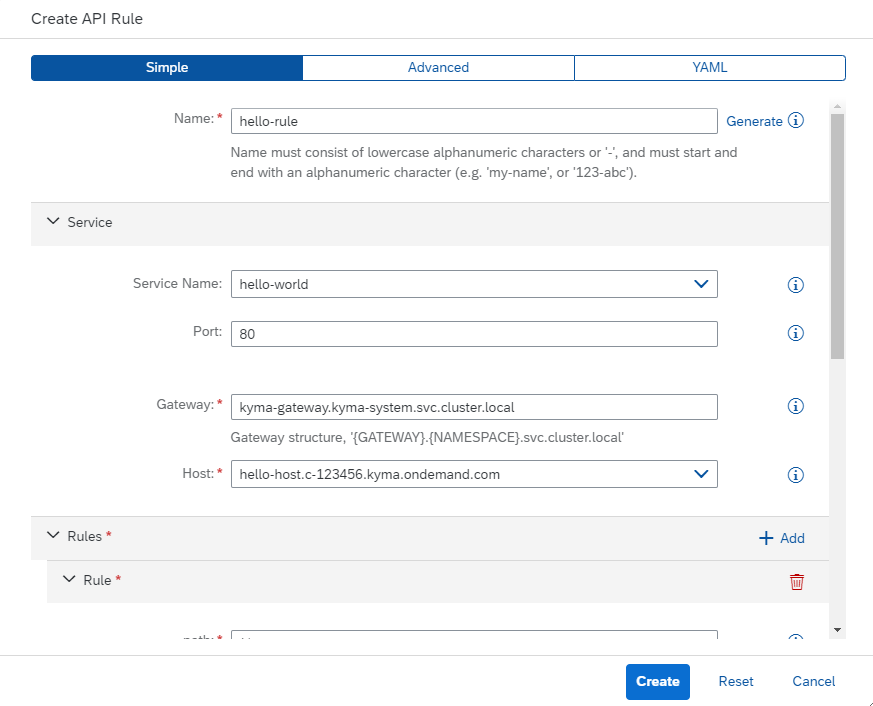 Create API Rule
Simple Advanced YAML
Name:* hello-rule Generate
Name must consist of lowercase alphanumeric characters or '-', and must start and
end with an alphanumeric character (e.g. 'my-name', or '123-abc').
Service
Service Name: hello-world
Port: 80
Gateway:* kyma-gateway.kyma-system.svc.cluster.local
Gateway structure, '{GATEWAY}.{NAMESPACE}.svc.cluster.local'
Host:* hello-host.c-123456.kyma.ondemand.com
Rules * + Add
Rule *
Create Reset Cancel